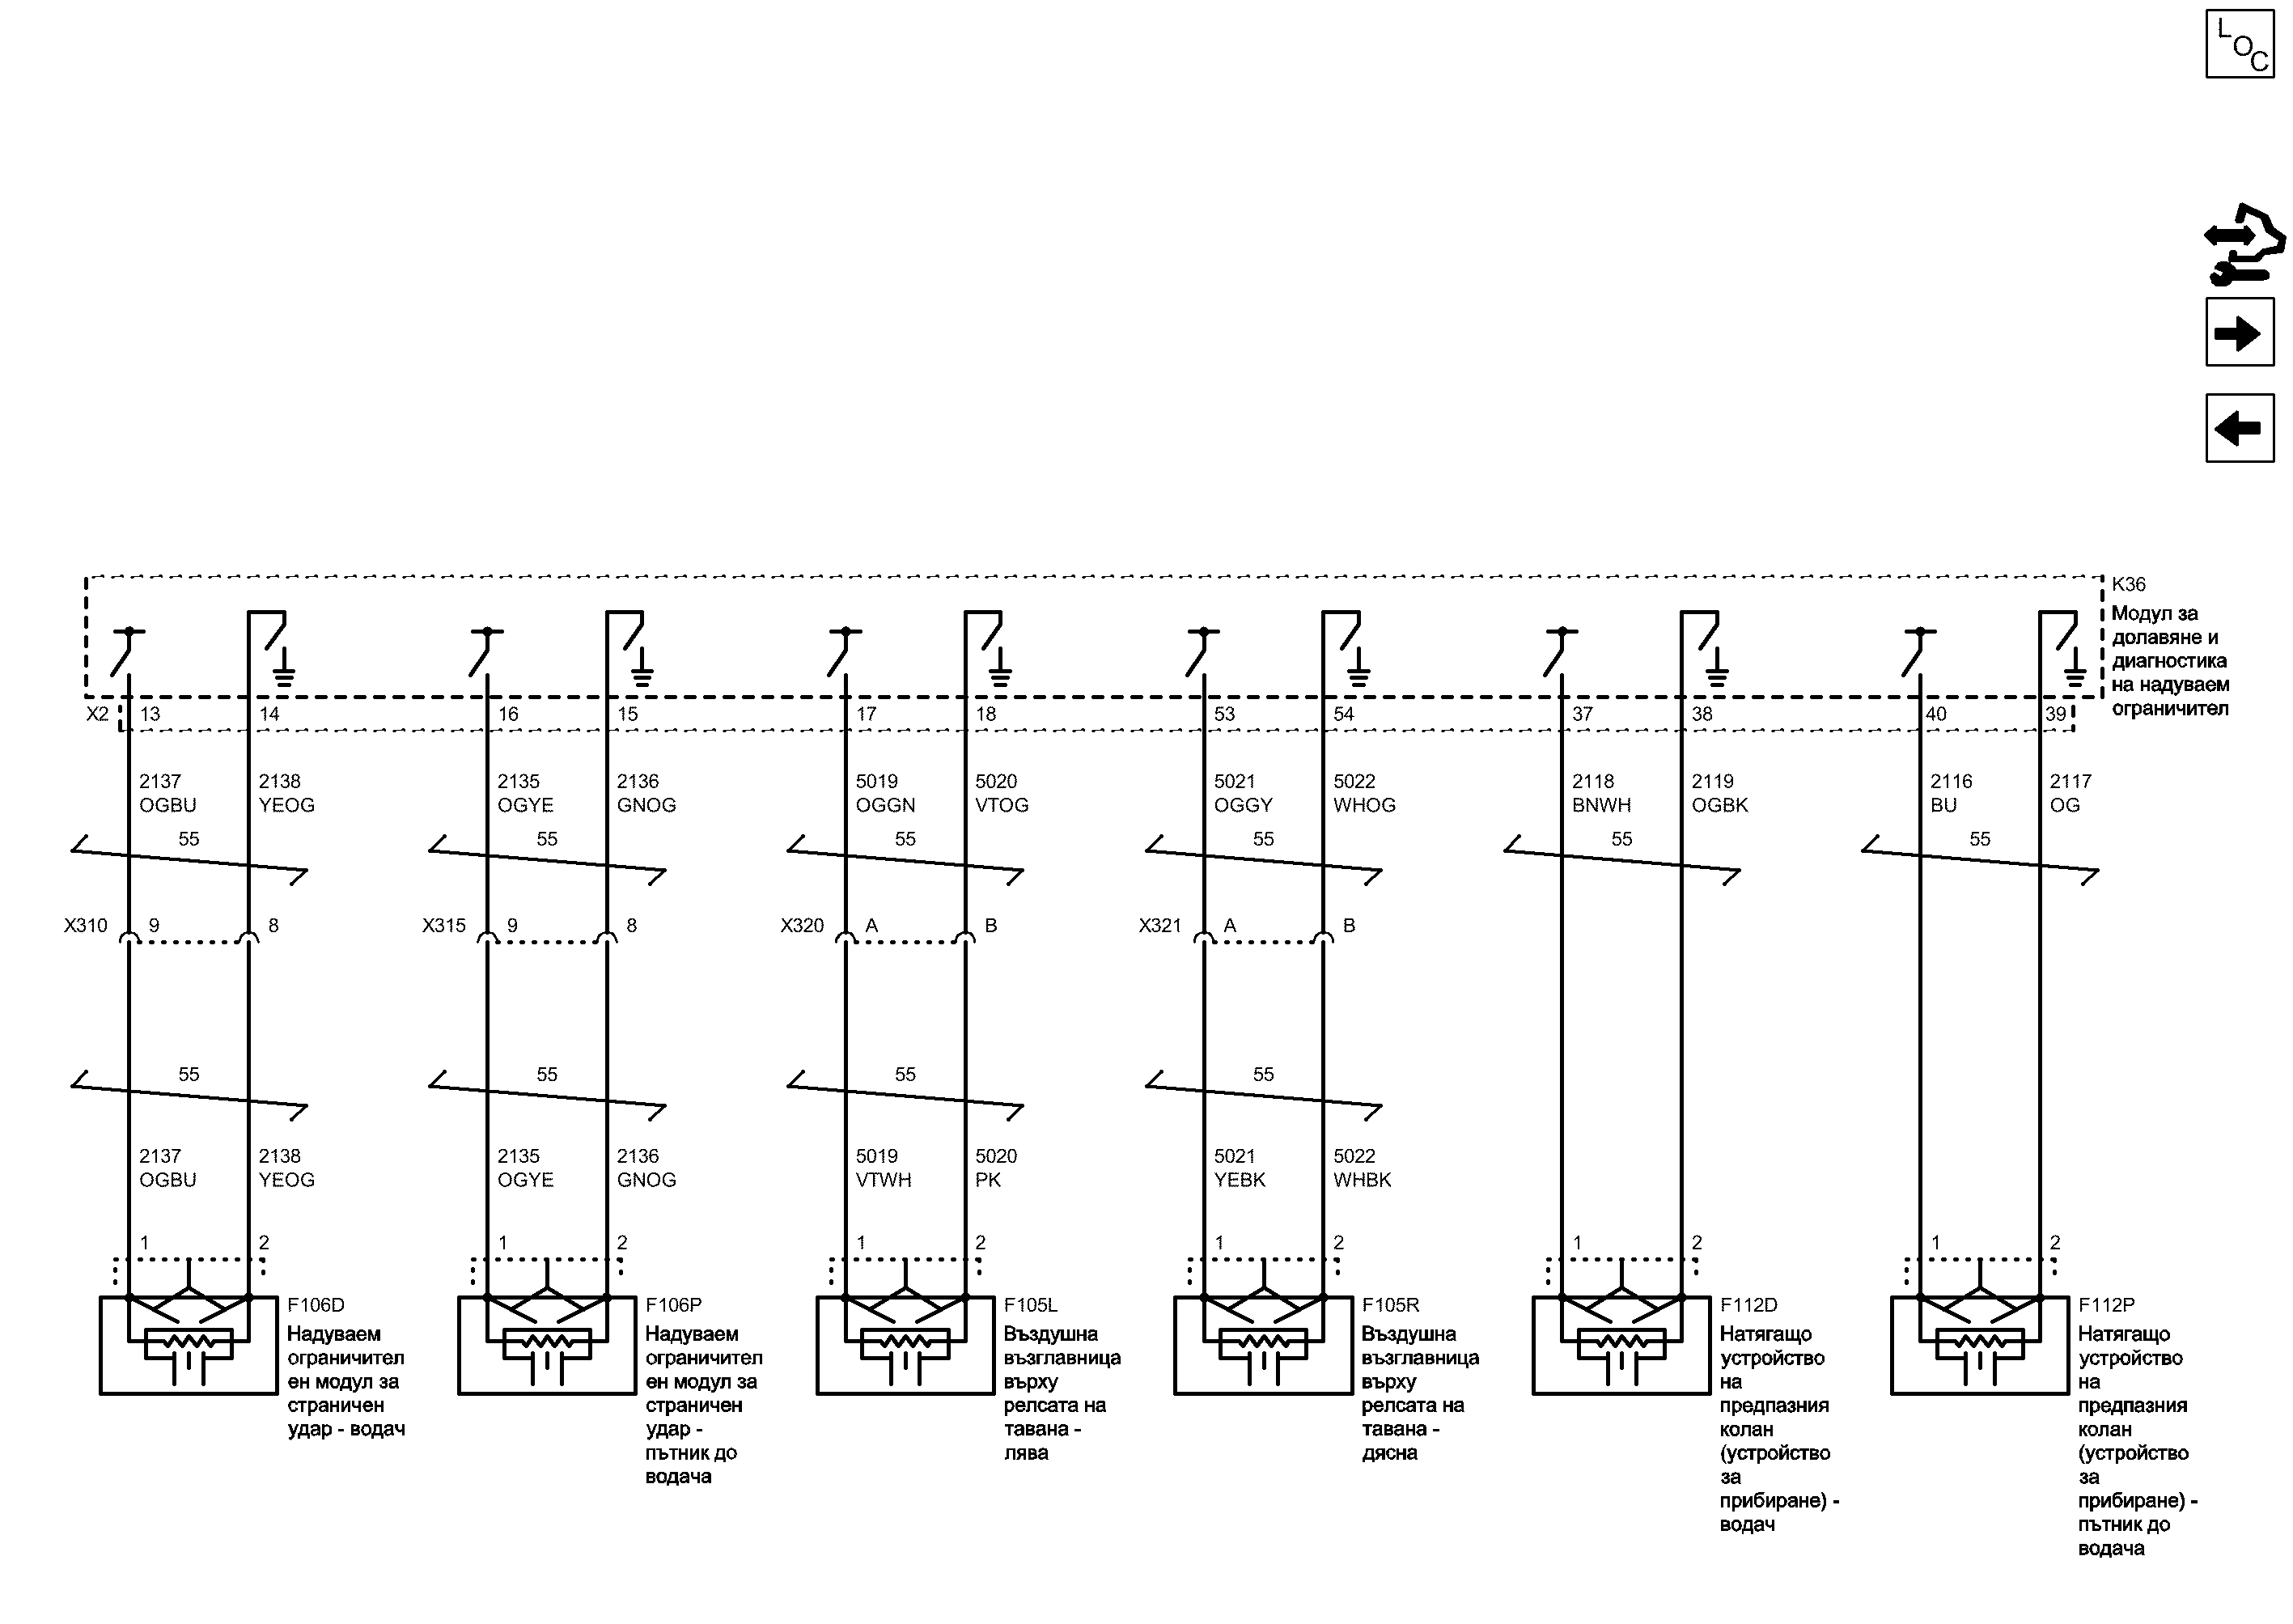 LOC
K36
Модул за
долавяне и
диагностика
на надуваем
ограничител
X2 13 14 16 15 17 18 53 54 37 38 40 39
2137 2138 2135 2136 5019 5020 5021 5022 2118 2119 2116 2117
OGBU YEOG OGYE GNOG OGGN VTOG OGGY WHOG BNWH OGBK BU OG
55 55 55 55 55 55
X310 9 8 X315 9 8 X320 A B X321 A B
55 55 55 55
2137 2138 2135 2136 5019 5020 5021 5022
OGBU YEOG OGYE GNOG VTWH PK YEBK WHBK
1 2 1 2 1 2 1 2 1 2 1 2
F106D
Надуваем
ограничител
ен модул за
страничен
удар - водач
F106P
Надуваем
ограничител
ен модул за
страничен
удар -
пътник до
водача
F105L
Въздушна
възглавница
върху
релсата на
тавана -
лява
F105R
Въздушна
възглавница
върху
релсата на
тавана -
дясна
F112D
Натягащо
устройство
на
предпазния
колан
(устройство
за
прибиране) -
водач
F112P
Натягащо
устройство
на
предпазния
колан
(устройство
за
прибиране) -
пътник до
водача